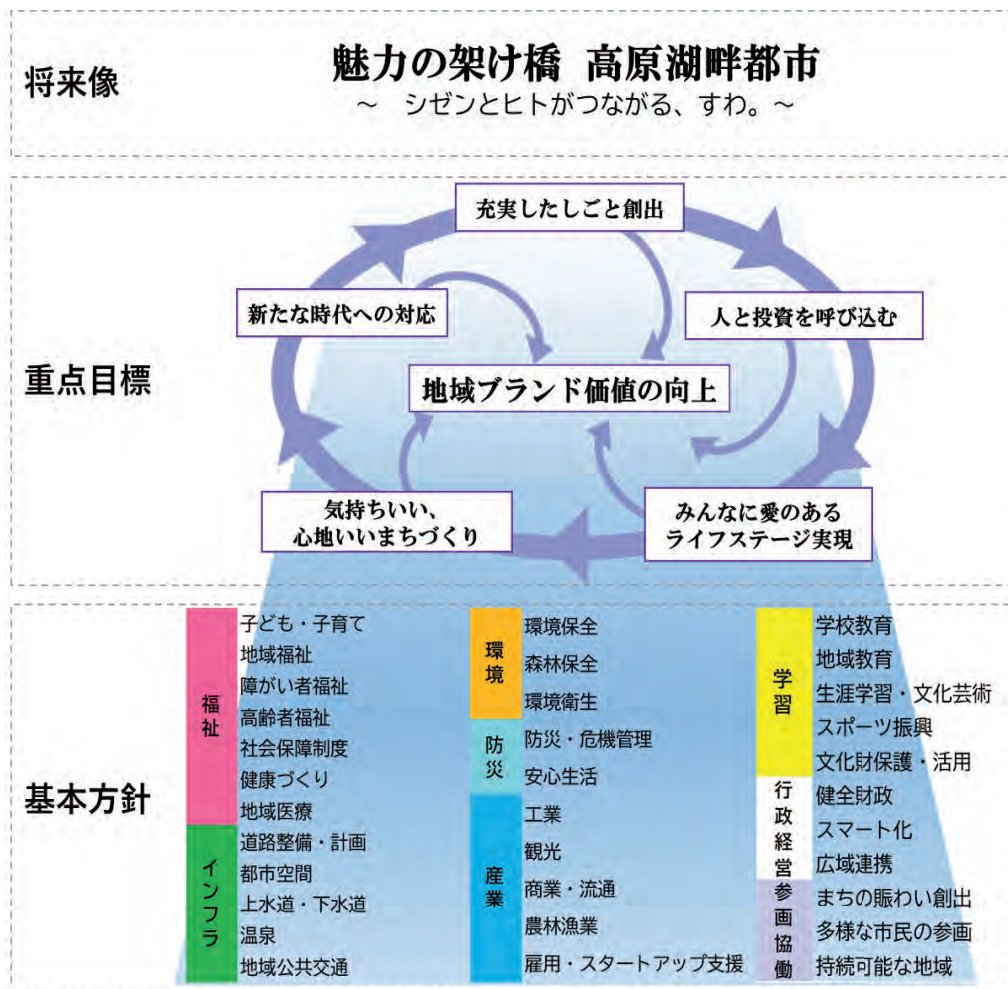 将来像
魅力の架け橋 高原湖畔都市
～ シゼンとヒトがつながる、すわ。～
重点目標
充実したしごと創出
新たな時代への対応
人と投資を呼び込む
地域ブランド価値の向上
気持ちいい、
心地いいまちづくり
みんなに愛のある
ライフステージ実現
基本方針
福祉
子ども・子育て
地域福祉
障がい者福祉
高齢者福祉
社会保障制度
健康づくり
地域医療
インフラ
道路整備・計画
都市空間
上水道・下水道
温泉
地域公共交通
環境
環境保全
森林保全
環境衛生
防災
防災・危機管理
安心生活
産業
工業
観光
商業・流通
農林漁業
雇用・スタートアップ支援
学習
学校教育
地域教育
生涯学習・文化芸術
スポーツ振興
文化財保護・活用
行政経営
健全財政
スマート化
広域連携
参画協働
まちの賑わい創出
多様な市民の参画
持続可能な地域